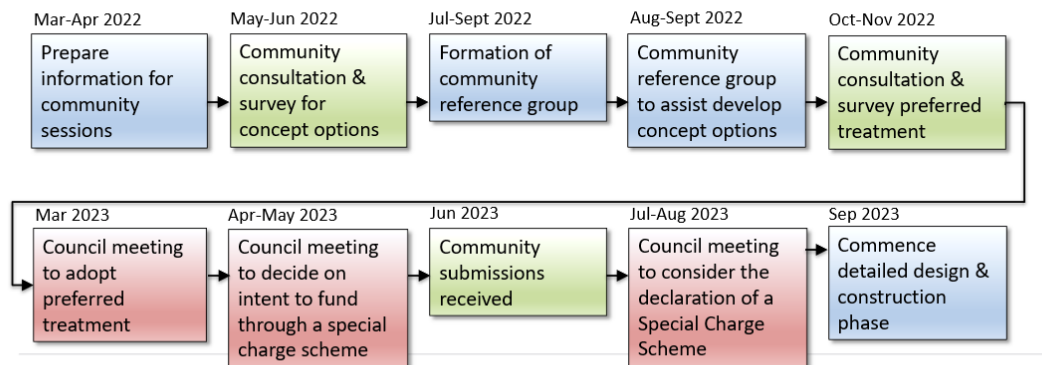 Mar-Apr 2022
Prepare
information for
community
sessions
May-Jun 2022
Community
consultation &
survey for
concept options
Jul-Sept 2022
Formation of
community
reference group
Aug-Sept 2022
Community
reference group
to assist develop
concept options
Oct-Nov 2022
Community
consultation &
survey preferred
treatment
Mar 2023
Council meeting
to adopt
preferred
treatment
Apr-May 2023
Council meeting
to decide on
intent to fund
through a special
charge scheme
Jun 2023
Community
submissions
received
Jul-Aug 2023
Council meeting
to consider the
declaration of a
Special Charge
Scheme
Sep 2023
Commence
detailed design &
construction
phase